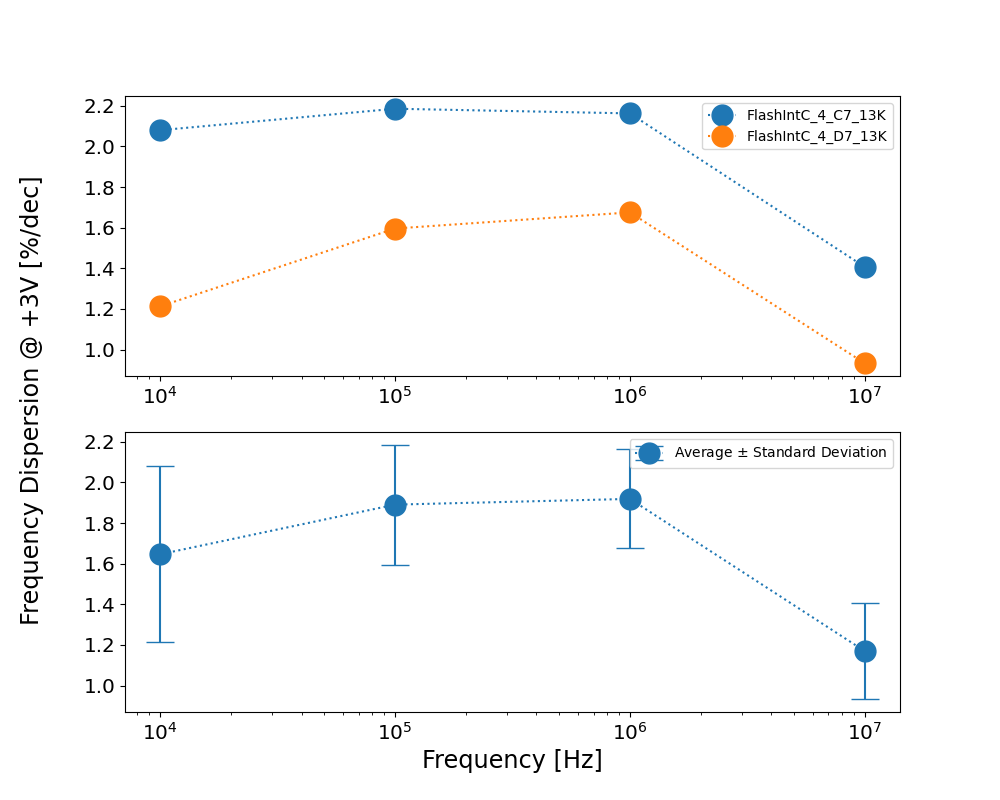 Frequency Dispersion @ +3V [%/dec]
2.2
2.0
1.8
1.6
1.4
1.2
1.0
FlashIntC_4_C7_13K
FlashIntC_4_D7_13K
10⁴ 10⁵ 10⁶ 10⁷
2.2
2.0
1.8
1.6
1.4
1.2
1.0
Average ± Standard Deviation
10⁴ 10⁵ 10⁶ 10⁷
Frequency [Hz]